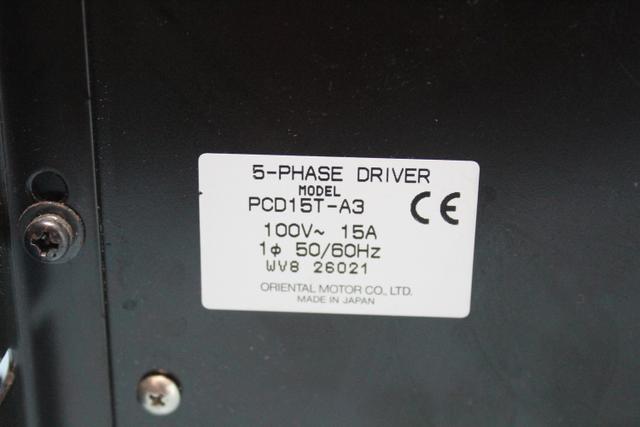 5-PHASE DRIVER
MODEL
PCD15T-A3
CE
100V~ 15A
1ϕ 50/60Hz
WV8 26021
ORIENTAL MOTOR CO., LTD.
MADE IN JAPAN